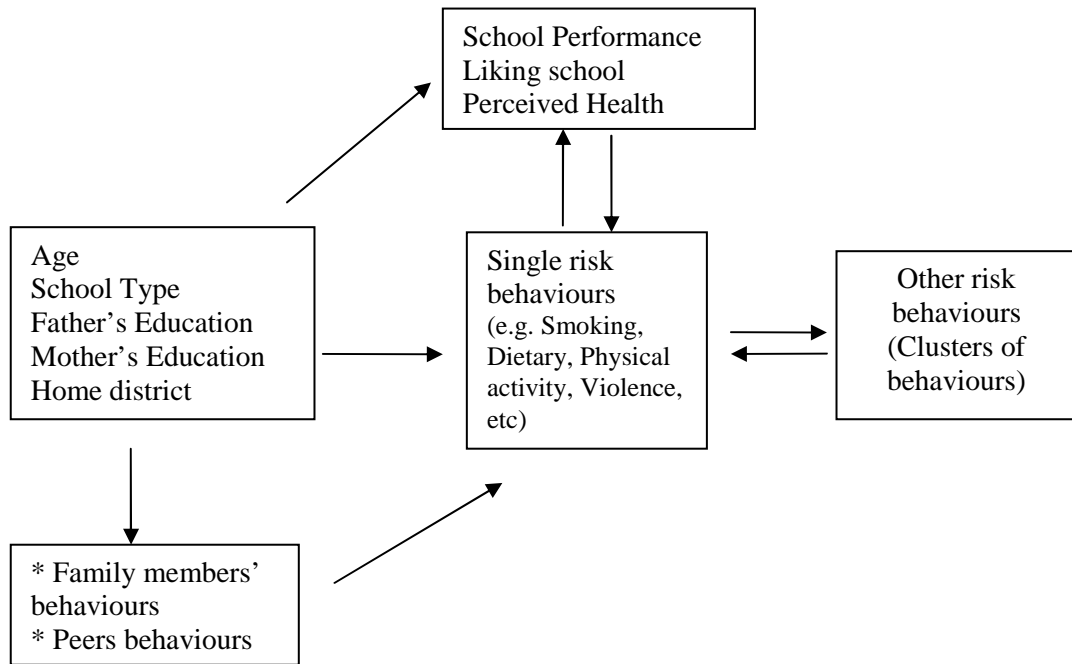 School Performance
Liking school
Perceived Health
Age
School Type
Father's Education
Mother's Education
Home district
Single risk
behaviours
(e.g. Smoking,
Dietary, Physical
activity, Violence,
etc)
Other risk
behaviours
(Clusters of
behaviours)
* Family members'
behaviours
* Peers behaviours